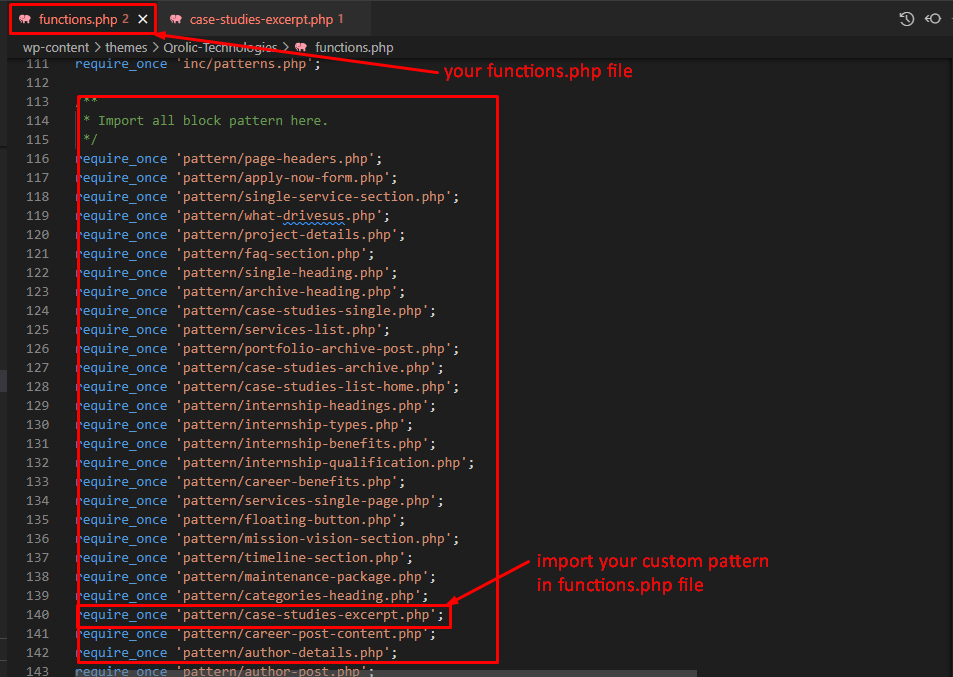 functions.php 2 × case-studies-excerpt.php 1
wp-content > themes > Qrolic-Technologies > functions.php
111 require_once 'inc/patterns.php';
your functions.php file
112
113 /**
114 * Import all block pattern here.
115 */
116 require_once 'pattern/page-headers.php';
117 require_once 'pattern/apply-now-form.php';
118 require_once 'pattern/single-service-section.php';
119 require_once 'pattern/what-drivesus.php';
120 require_once 'pattern/project-details.php';
121 require_once 'pattern/faq-section.php';
122 require_once 'pattern/single-heading.php';
123 require_once 'pattern/archive-heading.php';
124 require_once 'pattern/case-studies-single.php';
125 require_once 'pattern/services-list.php';
126 require_once 'pattern/portfolio-archive-post.php';
127 require_once 'pattern/case-studies-archive.php';
128 require_once 'pattern/case-studies-list-home.php';
129 require_once 'pattern/internship-headings.php';
130 require_once 'pattern/internship-types.php';
131 require_once 'pattern/internship-benefits.php';
132 require_once 'pattern/internship-qualification.php';
133 require_once 'pattern/career-benefits.php';
134 require_once 'pattern/services-single-page.php';
135 require_once 'pattern/floating-button.php';
136 require_once 'pattern/mission-vision-section.php';
137 require_once 'pattern/timeline-section.php';
import your custom pattern
138 require_once 'pattern/maintenance-package.php';
in functions.php file
139 require_once 'pattern/categories-heading.php';
140 require_once 'pattern/case-studies-excerpt.php';
141 require_once 'pattern/career-post-content.php';
142 require_once 'pattern/author-details.php';
143 require_once 'pattern/author-post.php';